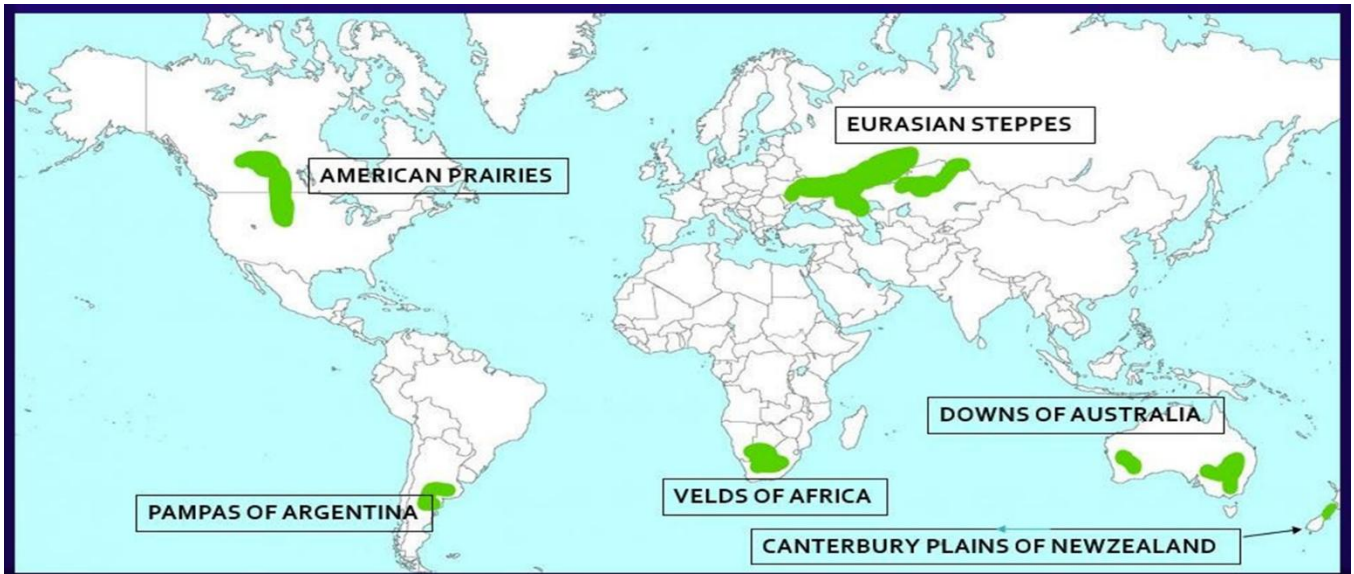 EURASIAN STEPPES
AMERICAN PRAIRIES
DOWNS OF AUSTRALIA
VELDS OF AFRICA
PAMPAS OF ARGENTINA
CANTERBURY PLAINS OF NEWZEALAND